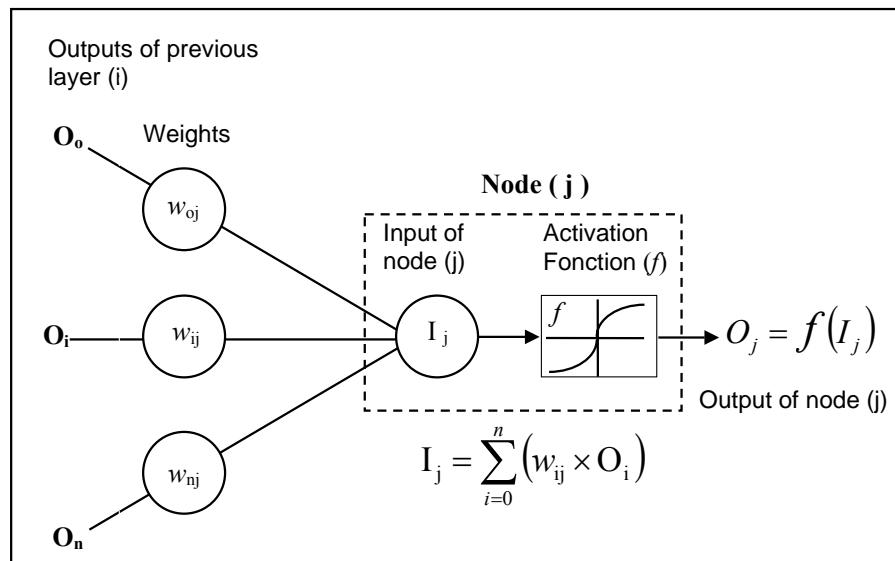 Outputs of previous
layer (i)
Oₒ
Weights
wₒⱼ
Node ( j )
Input of
node (j)
Activation
Fonction (f)
Oᵢ
wᵢⱼ
I ⱼ
f
Oⱼ = f(Iⱼ)
Output of node (j)
Iⱼ = ∑ⁿᵢ₌₀ (wᵢⱼ × Oᵢ)
wₙⱼ
Oₙ